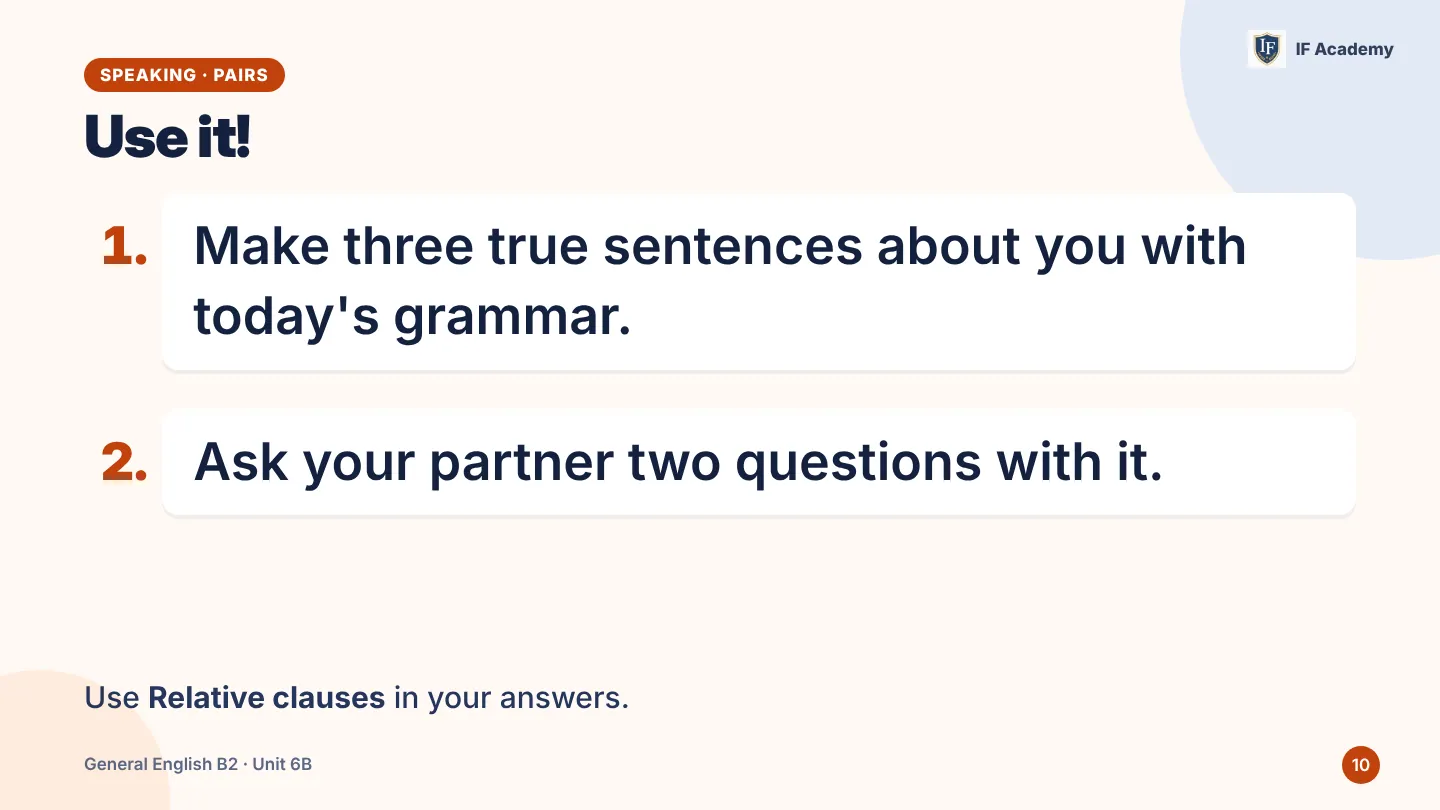 IF
IF Academy
SPEAKING · PAIRS
Use it!
1. Make three true sentences about you with
today's grammar.
2. Ask your partner two questions with it.
Use Relative clauses in your answers.
General English B2 · Unit 6B
10